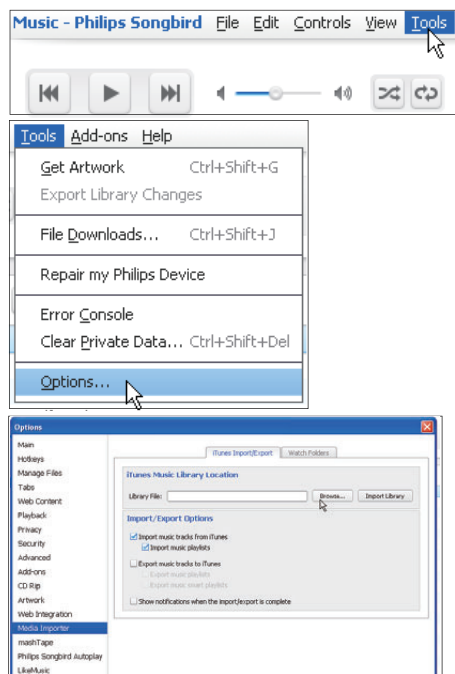 Music - Philips Songbird File Edit Controls View Tools
Tools Add-ons Help
Get Artwork Ctrl+Shift+G
Export Library Changes
File Downloads... Ctrl+Shift+J
Repair my Philips Device
Error Console
Clear Private Data... Ctrl+Shift+Del
Options...
Options
Main
Hotkeys
Manage Files
Tabs
Web Content
Playback
Privacy
Security
Advanced
Add-ons
CD Rip
Artwork
Web Integration
Media Importer
mashTape
Philips Songbird Autoplay
LikeMusic
iTunes Import/Export Watch Folders
iTunes Music Library Location
Library File: Browse... Import Library
Import/Export Options
Import music tracks from iTunes
Import music playlists
Export music tracks to iTunes
Export music playlists
Export music smart playlists
Show notifications when the import/export is complete